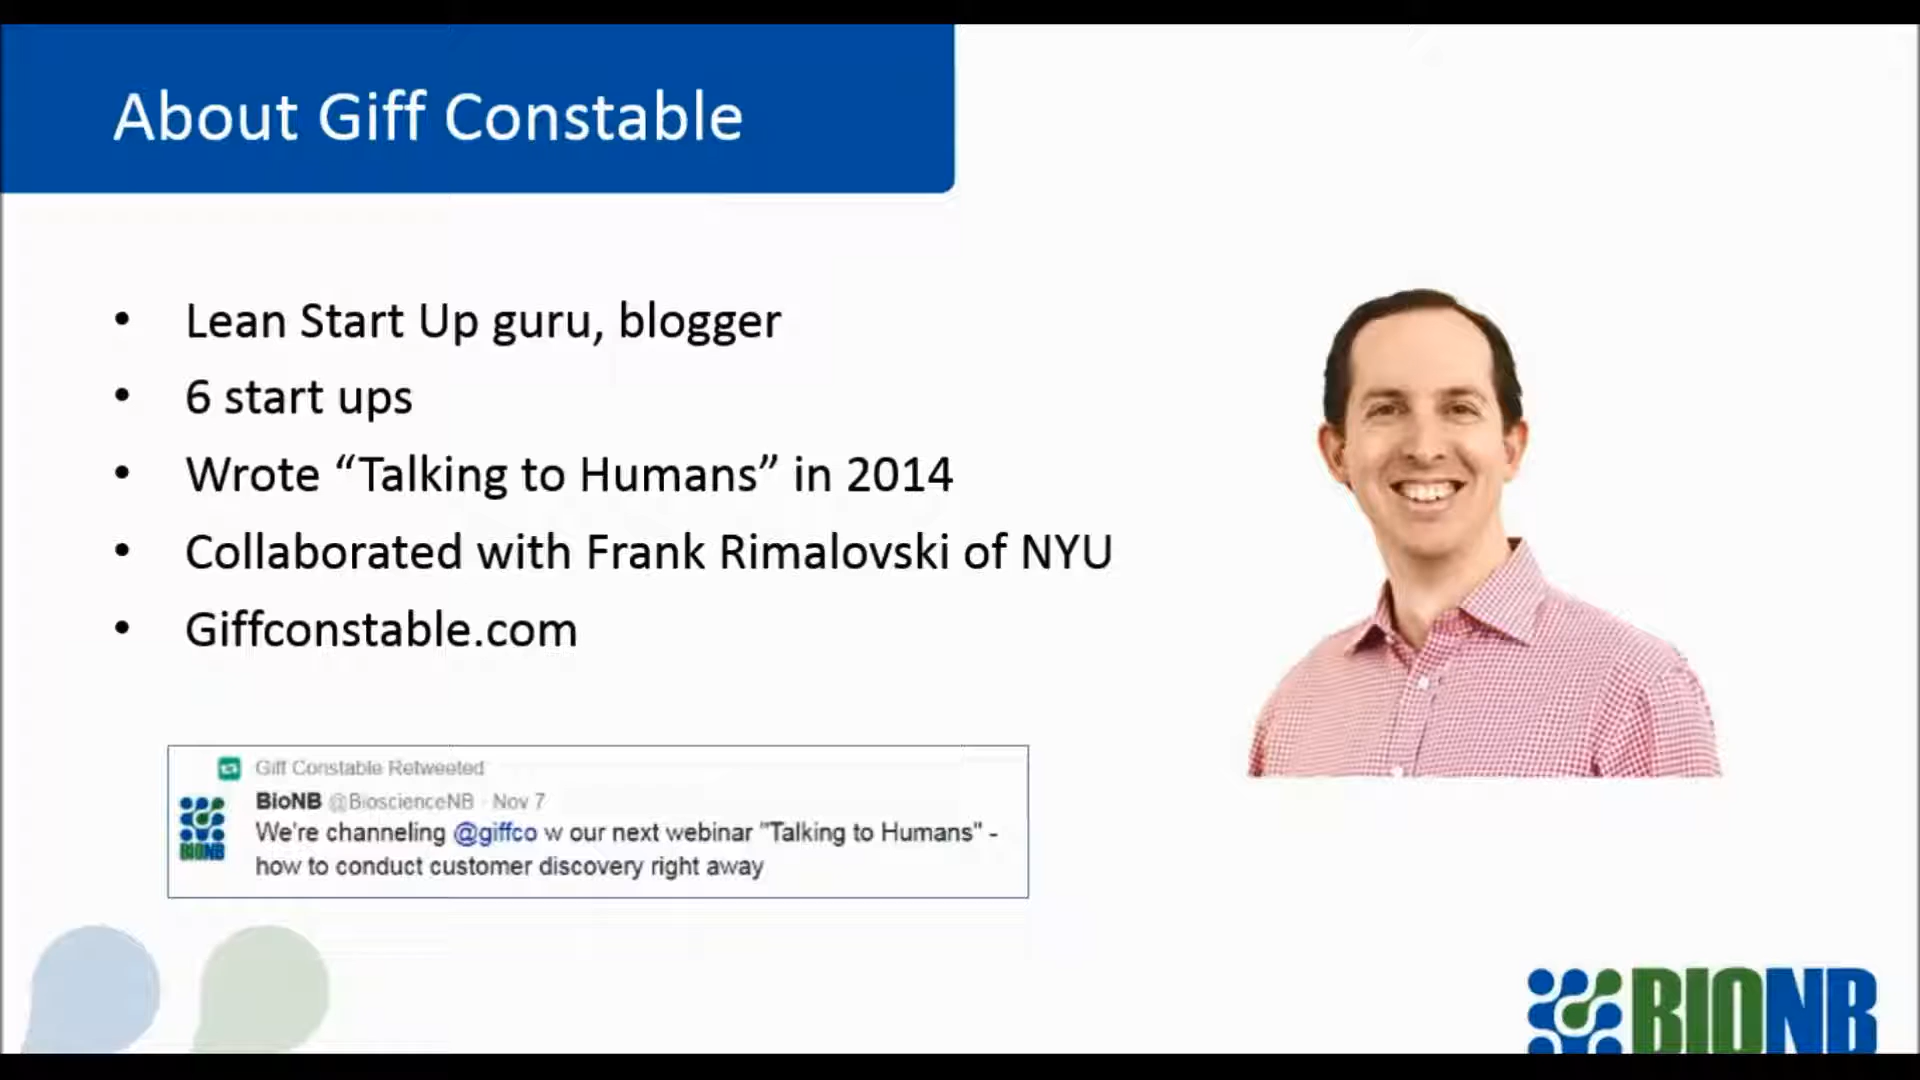 About Giff Constable
• Lean Start Up guru, blogger
• 6 start ups
• Wrote “Talking to Humans” in 2014
• Collaborated with Frank Rimalovski of NYU
• Giffconstable.com
Giff Constable Retweeted
BioNB @BioscienceNB · Nov 7
We're channeling @giffco w our next webinar "Talking to Humans" -
how to conduct customer discovery right away
BIONB
BIONB